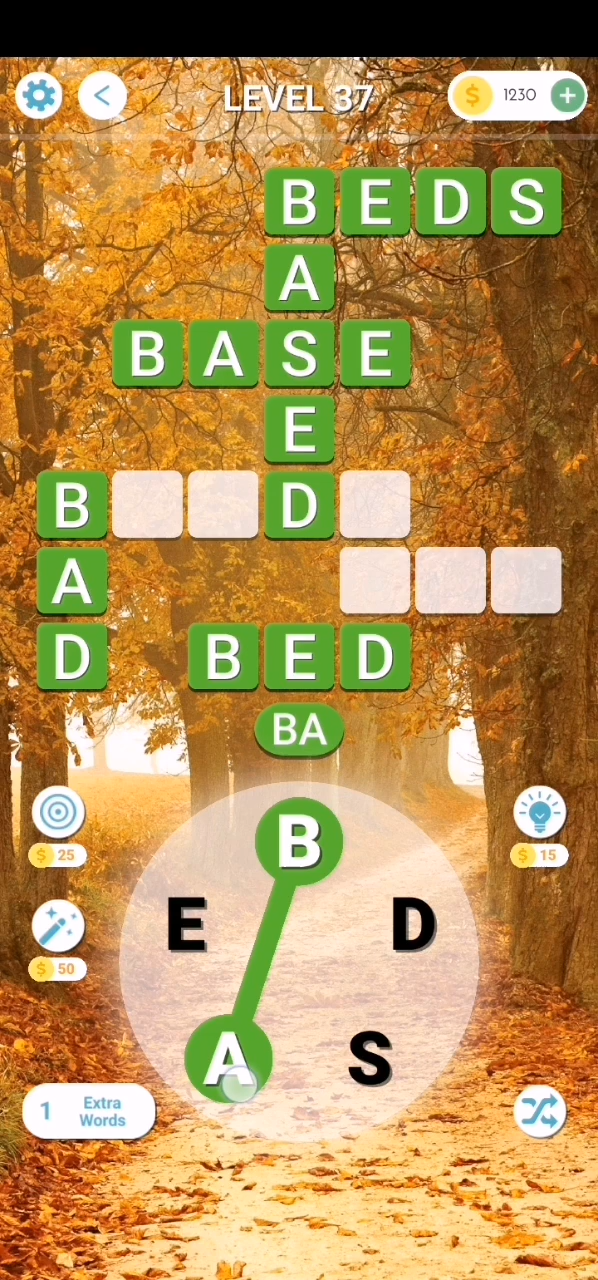 LEVEL 37
1230
BEDS
A
BASE
E
B D
A
D BED
BA
B
25
15
E D
50
A S
1 Extra
Words